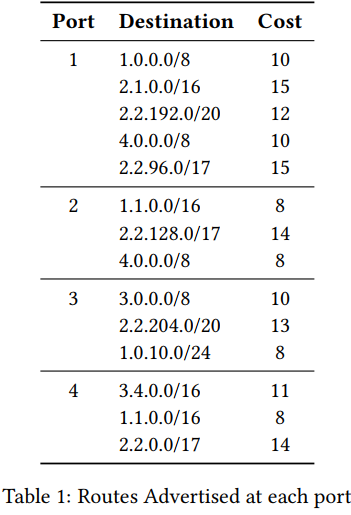 Port Destination Cost
1 1.0.0.0/8 10
2.1.0.0/16 15
2.2.192.0/20 12
4.0.0.0/8 10
2.2.96.0/17 15
2 1.1.0.0/16 8
2.2.128.0/17 14
4.0.0.0/8 8
3 3.0.0.0/8 10
2.2.204.0/20 13
1.0.10.0/24 8
4 3.4.0.0/16 11
1.1.0.0/16 8
2.2.0.0/17 14
Table 1: Routes Advertised at each port